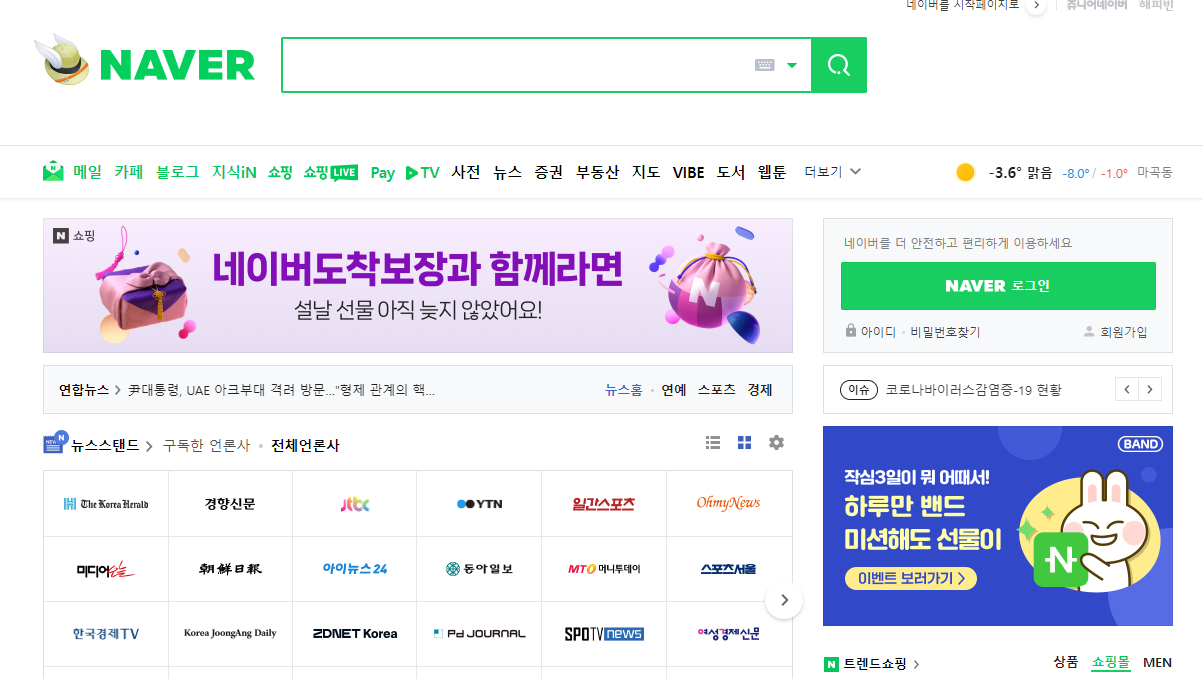 네이버를 시작페이지로 쥬니어네이버 해피빈
NAVER
메일 카페 블로그 지식iN 쇼핑 쇼핑LIVE Pay TV 사전 뉴스 증권 부동산 지도 VIBE 도서 웹툰 더보기
-3.6° 맑음 -8.0° / -1.0° 마곡동
N 쇼핑
네이버도착보장과 함께라면
설날 선물 아직 늦지 않았어요!
N
네이버를 더 안전하고 편리하게 이용하세요
NAVER 로그인
아이디 · 비밀번호찾기 회원가입
연합뉴스 > 尹대통령, UAE 아크부대 격려 방문..."형제 관계의 핵...
뉴스홈 · 연예 스포츠 경제
이슈 코로나바이러스감염증-19 현황
NEW N 뉴스스탠드 > 구독한 언론사 · 전체언론사
The Korea Herald 경향신문 jtbc YTN 일간스포츠 OhmyNews
미디어오늘 朝鮮日報 아이뉴스24 동아일보 MTO 머니투데이 스포츠서울
한국경제TV Korea JoongAng Daily ZDNET Korea Pd JOURNAL SPOTV news 여성경제신문
BAND
작심3일이 뭐 어때서!
하루만 밴드
미션해도 선물이
이벤트 보러가기 >
N
N 트렌드쇼핑 > 상품 쇼핑몰 MEN